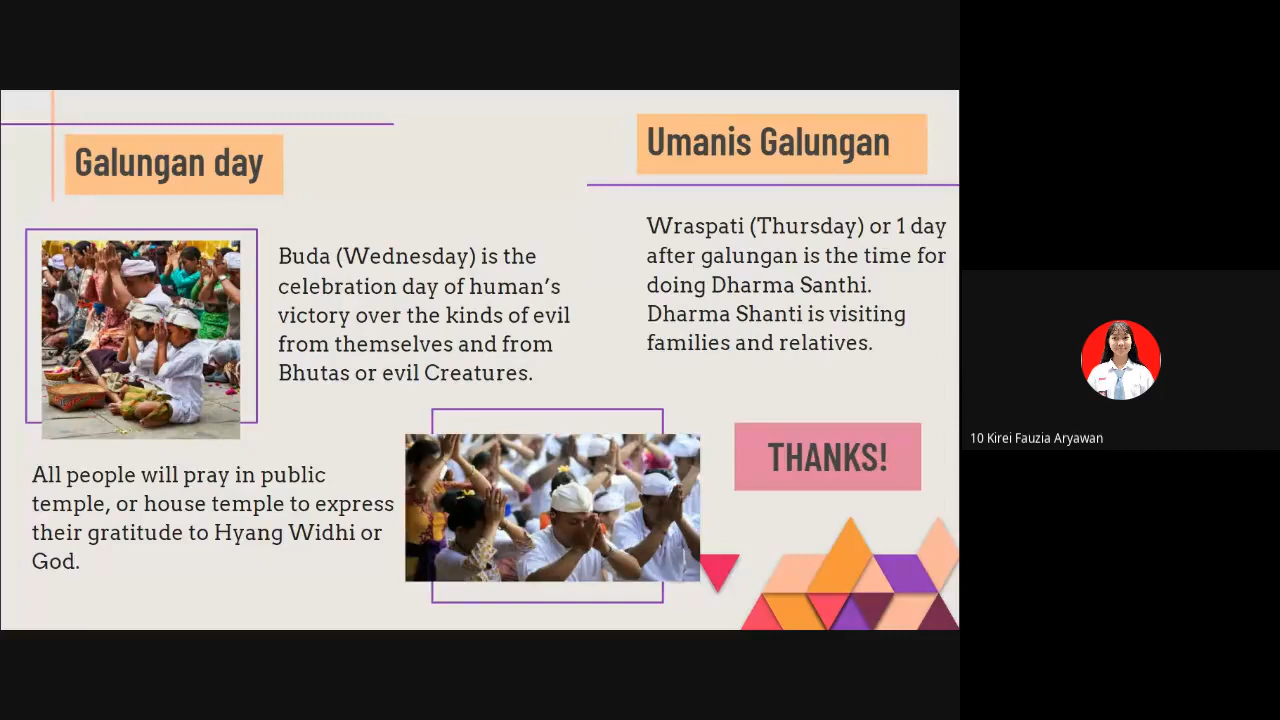 Galungan day
Buda (Wednesday) is the
celebration day of human's
victory over the kinds of evil
from themselves and from
Bhutas or evil Creatures.
All people will pray in public
temple, or house temple to express
their gratitude to Hyang Widhi or
God.
Umanis Galungan
Wraspati (Thursday) or 1 day
after galungan is the time for
doing Dharma Santhi.
Dharma Shanti is visiting
families and relatives.
THANKS!
10 Kirei Fauzia Aryawan